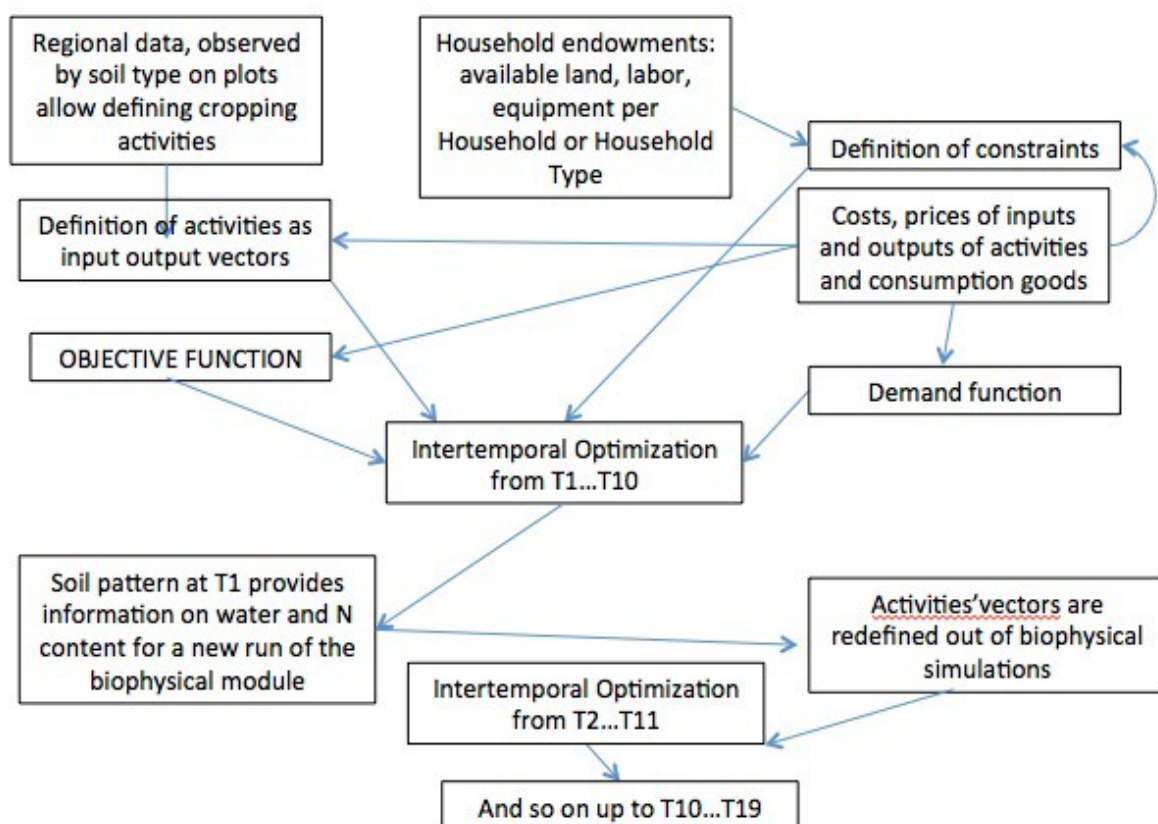 Regional data, observed
by soil type on plots
allow defining cropping
activities
Household endowments:
available land, labor,
equipment per
Household or Household
Type
Definition of constraints
Definition of activities as
input output vectors
Costs, prices of inputs
and outputs of activities
and consumption goods
OBJECTIVE FUNCTION
Demand function
Intertemporal Optimization
from T1...T10
Soil pattern at T1 provides
information on water and N
content for a new run of the
biophysical module
Activities'vectors are
redefined out of biophysical
simulations
Intertemporal Optimization
from T2...T11
And so on up to T10...T19